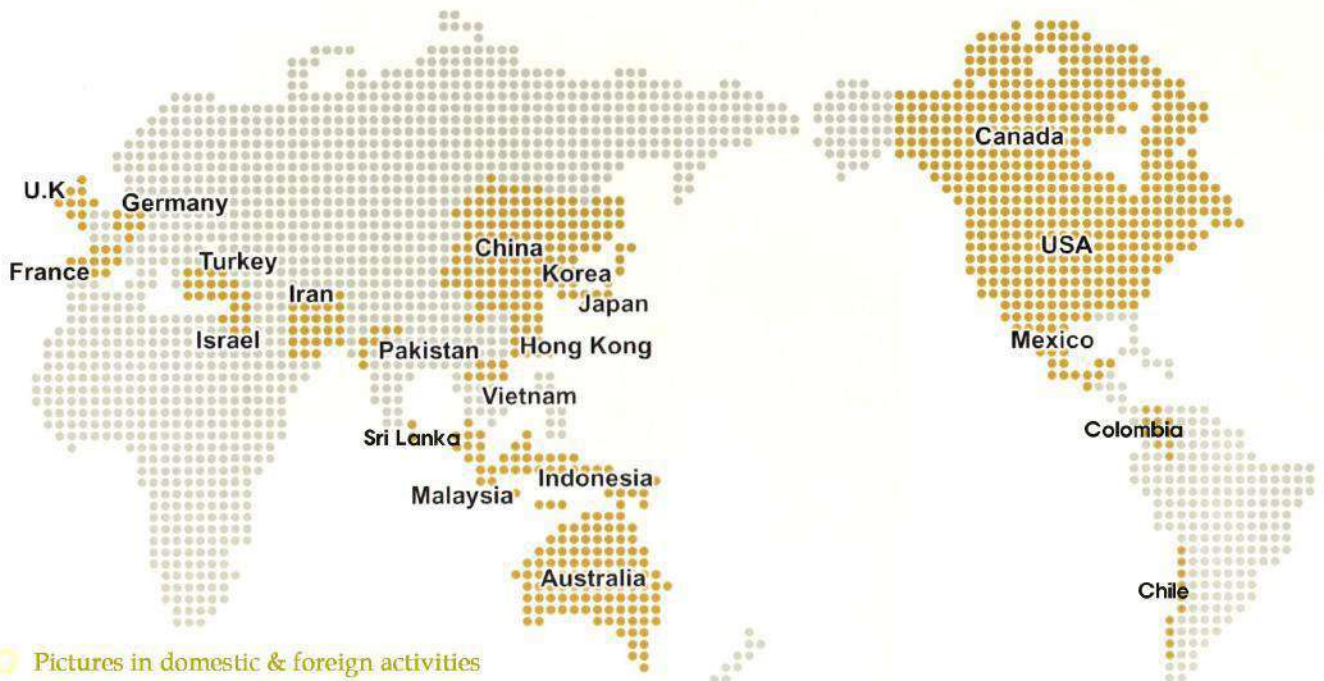 Canada
U.K
Germany
China
USA
Turkey
France
Korea
Iran
Japan
Israel
Pakistan
Hong Kong
Mexico
Vietnam
Colombia
Sri Lanka
Indonesia
Malaysia
Australia
Chile
Pictures in domestic & foreign activities